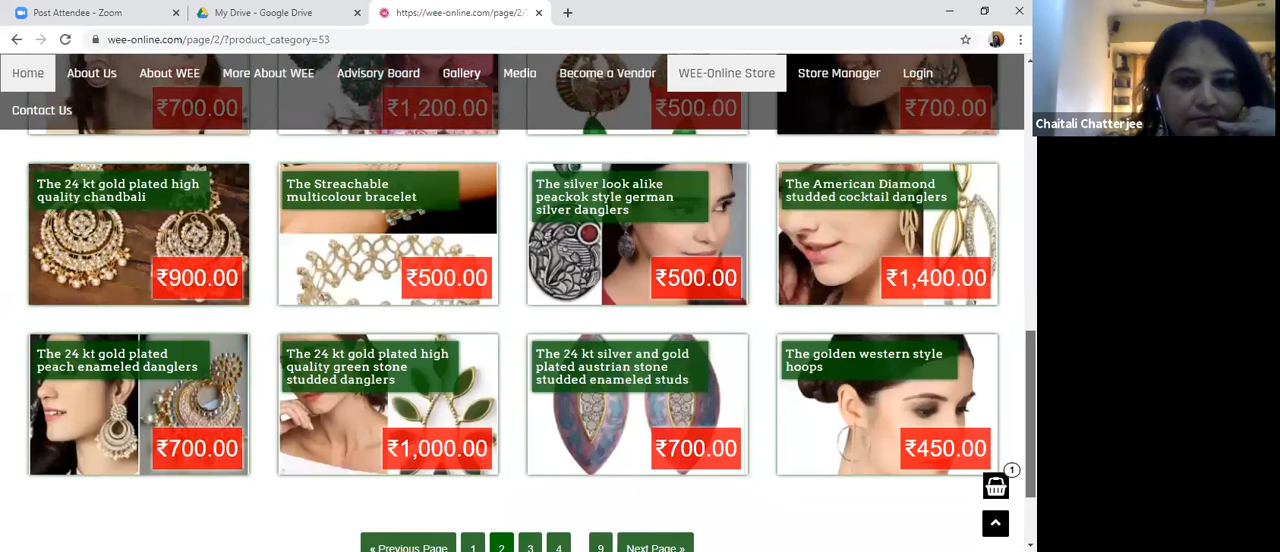 Post Attendee - Zoom
My Drive - Google Drive
https://wee-online.com/page/2/?
wee-online.com/page/2/?product_category=53
Home About Us About WEE More About WEE Advisory Board Gallery Media Become a Vendor WEE-Online Store Store Manager Login
Contact Us
₹700.00 ₹1,200.00 ₹500.00 ₹700.00
Chaitali Chatterjee
The 24 kt gold plated high
quality chandbali
₹900.00
The Streachable
multicolour bracelet
₹500.00
The silver look alike
peackok style german
silver danglers
₹500.00
The American Diamond
studded cocktail danglers
₹1,400.00
The 24 kt gold plated
peach enameled danglers
₹700.00
The 24 kt gold plated high
quality green stone
studded danglers
₹1,000.00
The 24 kt silver and gold
plated austrian stone
studded enameled studs
₹700.00
The golden western style
hoops
₹450.00
1
« Previous Page 1 2 3 4 9 Next Page »